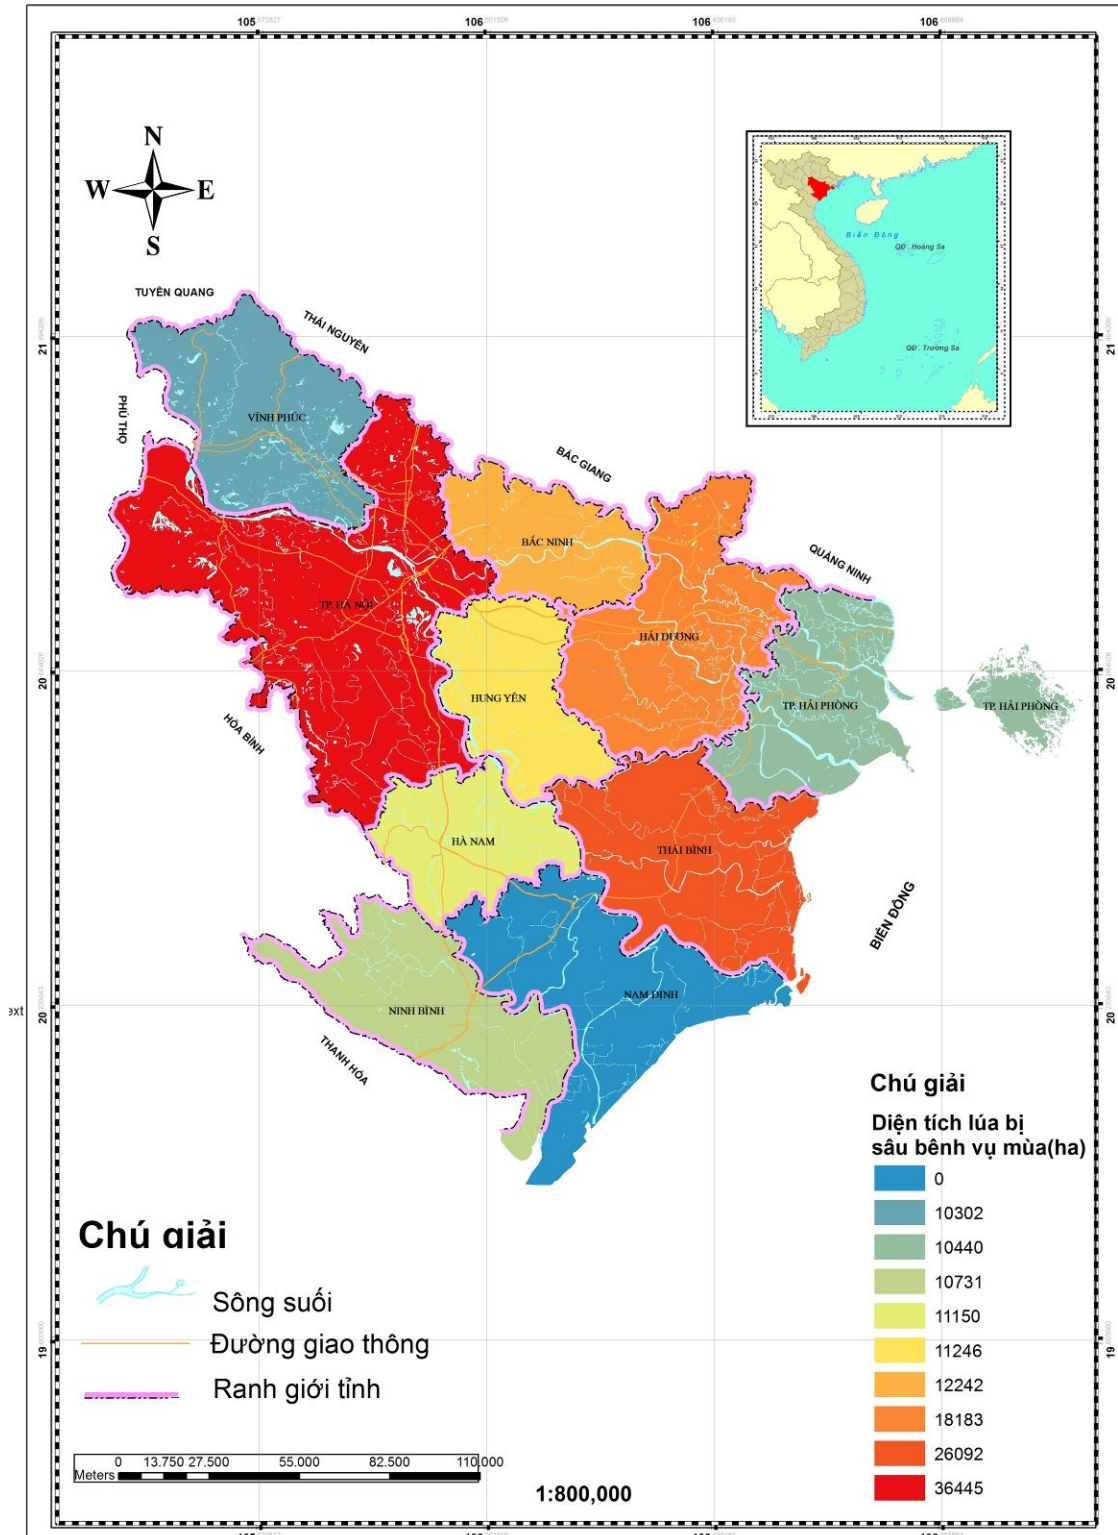 105
106
106
106
N
W E
S
Biển Đông
QĐ. Hoàng Sa
QĐ. Trường Sa
TUYÊN QUANG
THÁI NGUYÊN
PHÚ THỌ
VĨNH PHÚC
BẮC GIANG
BẮC NINH
QUẢNG NINH
TP. HÀ NỘI
HẢI DƯƠNG
HƯNG YÊN
TP. HẢI PHÒNG
TP. HẢI PHÒNG
HÒA BÌNH
HÀ NAM
THÁI BÌNH
BIỂN ĐÔNG
NAM ĐỊNH
NINH BÌNH
THANH HÓA
21
21
20
20
20
20
19
19
ext
Chú giải
Diện tích lúa bị
sâu bênh vụ mùa(ha)
0
10302
10440
10731
11150
11246
12242
18183
26092
36445
Chú giải
Sông suối
Đường giao thông
Ranh giới tỉnh
0 13.750 27.500 55.000 82.500 110.000
Meters
1:800,000